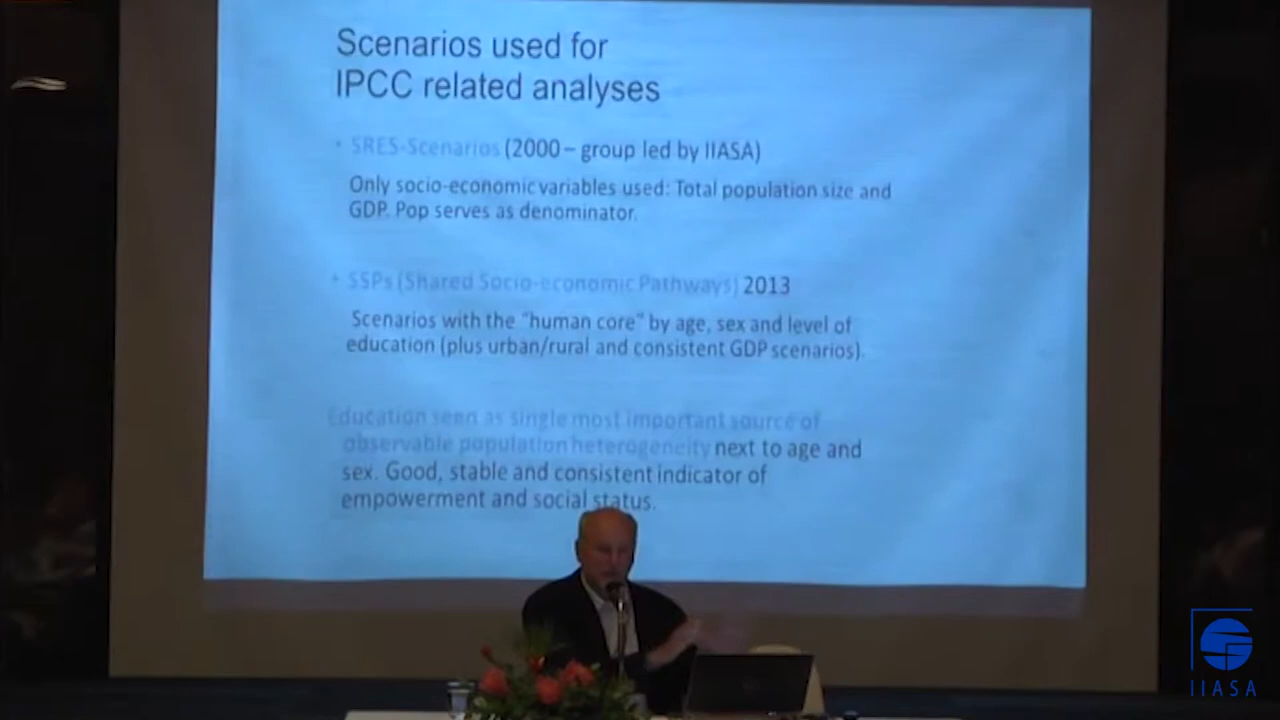 Scenarios used for
IPCC related analyses
• SRES-Scenarios (2000 – group led by IIASA)
Only socio-economic variables used: Total population size and
GDP. Pop serves as denominator.
• SSPs (Shared Socio-economic Pathways) 2013
Scenarios with the "human core" by age, sex and level of
education (plus urban/rural and consistent GDP scenarios).
Education seen as single most important source of
observable population heterogeneity next to age and
sex. Good, stable and consistent indicator of
empowerment and social status.
IIASA